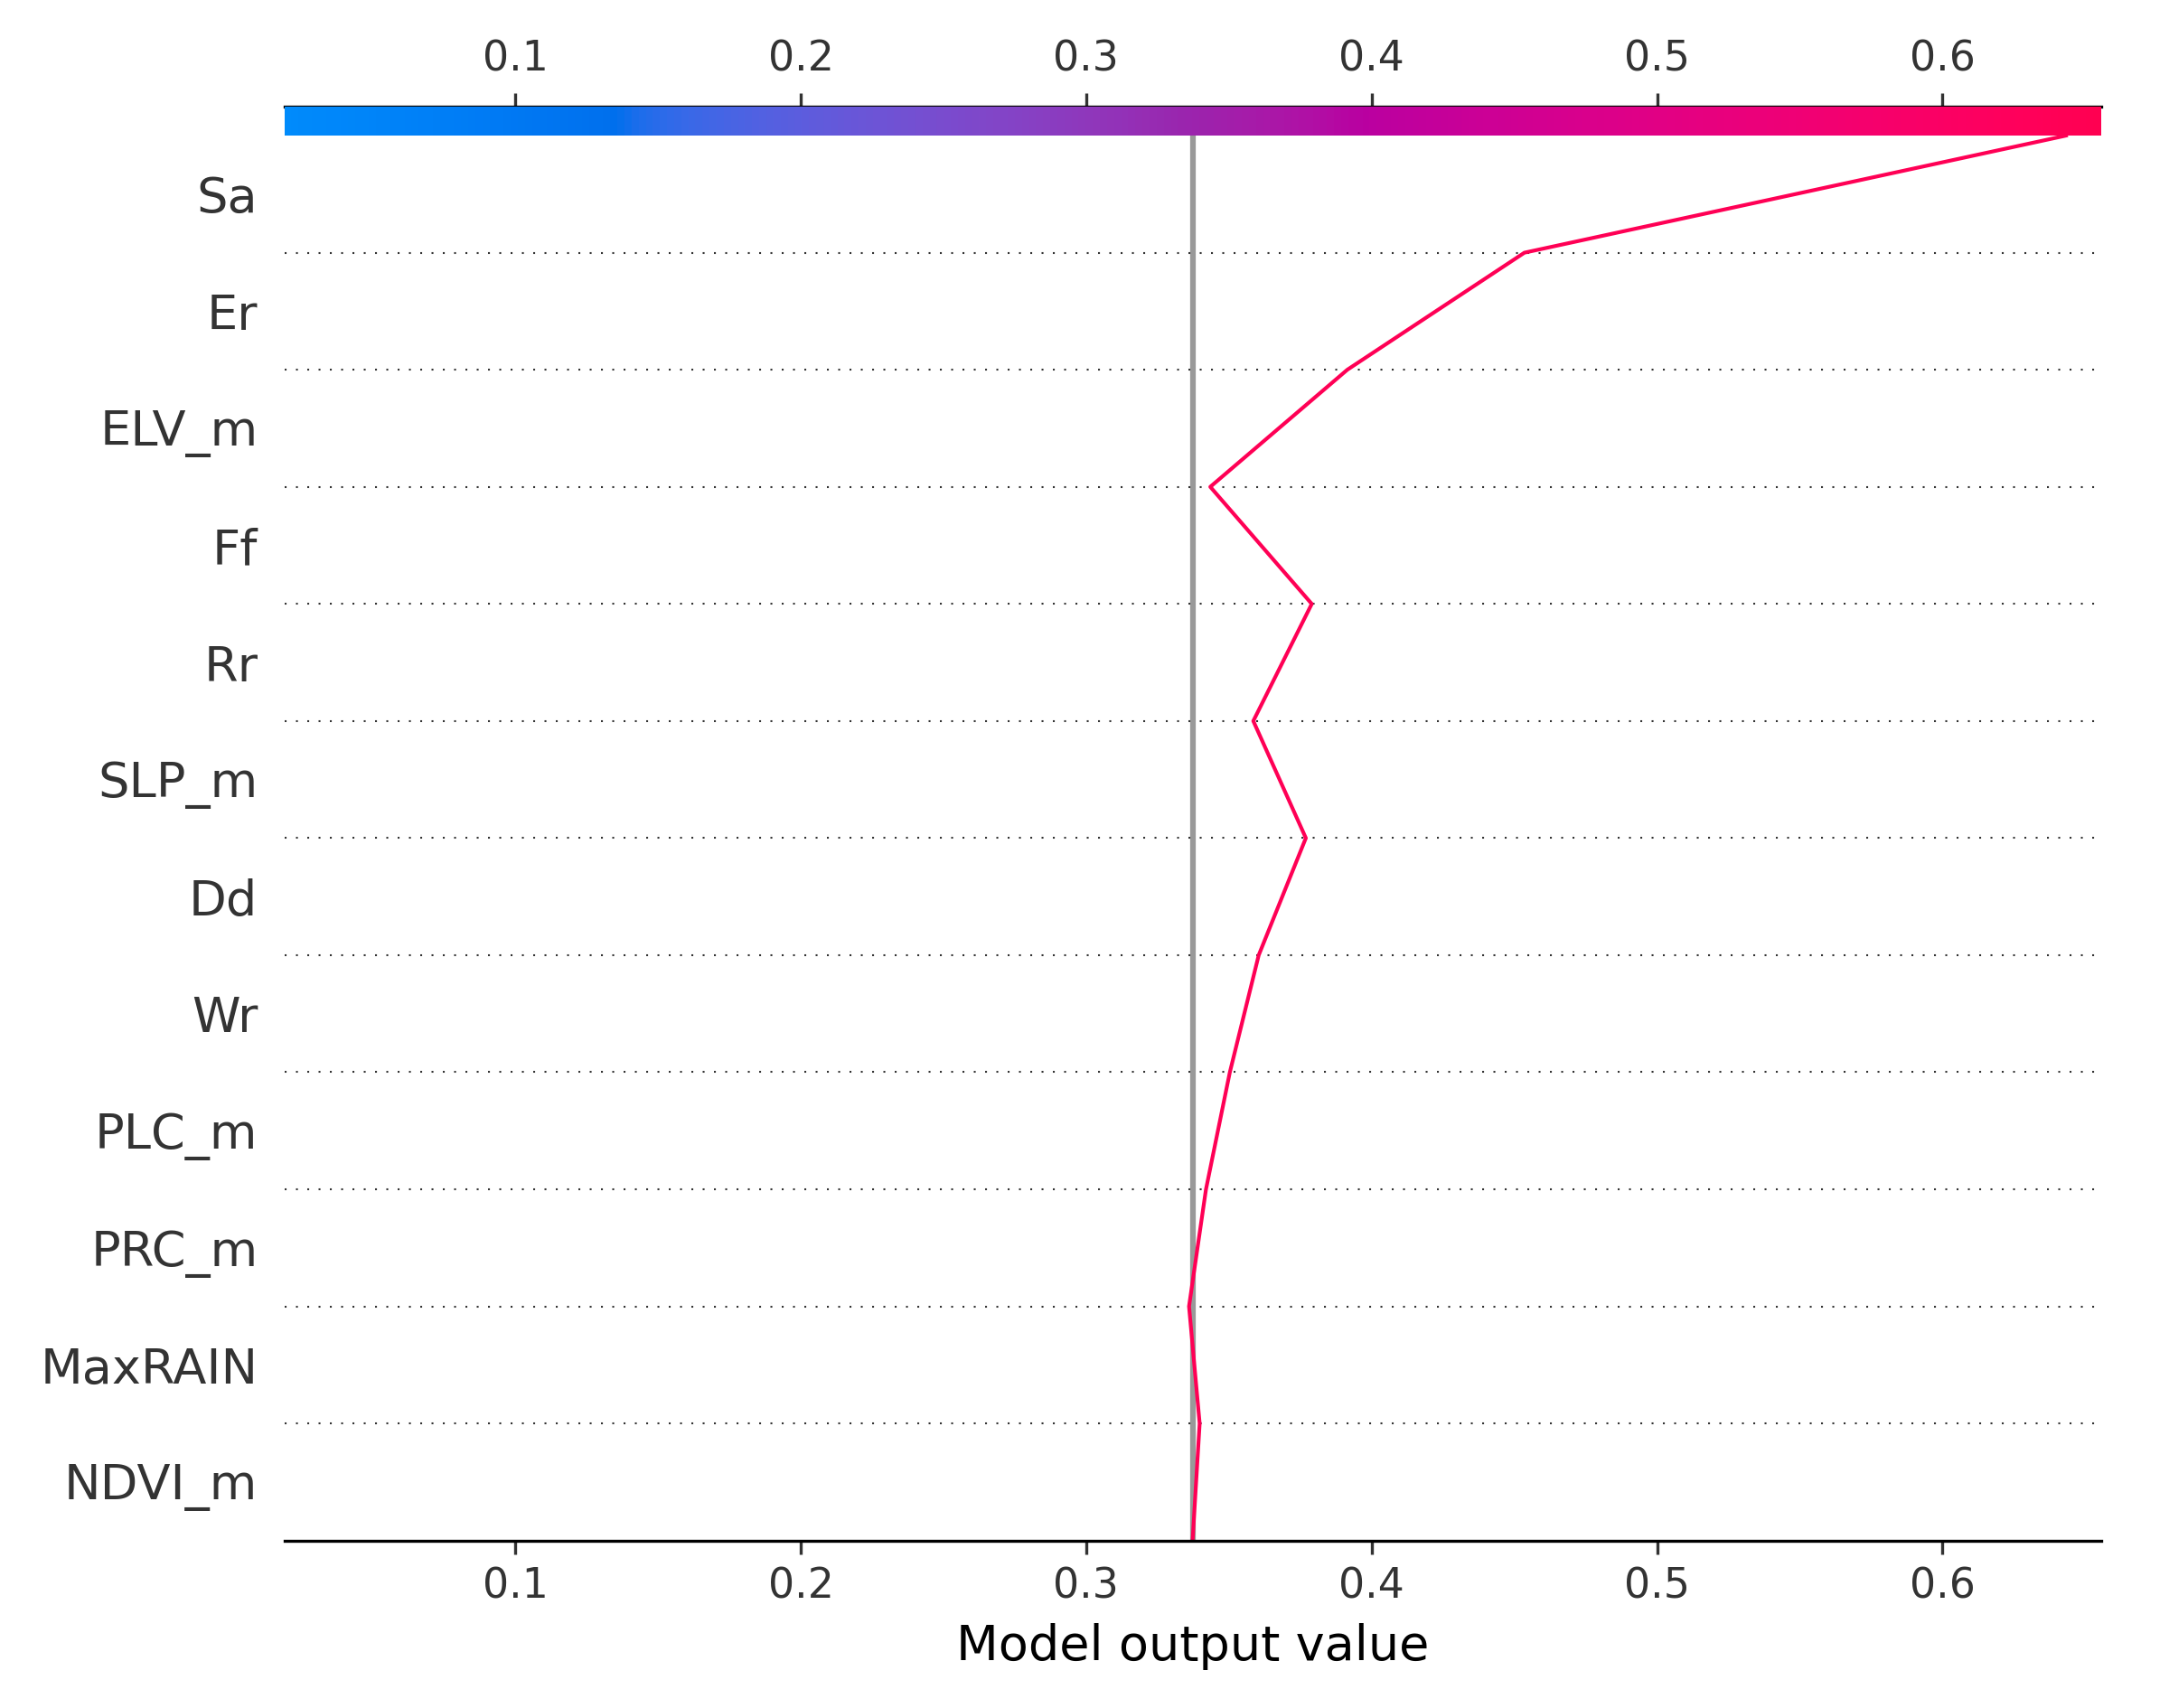 0.1 0.2 0.3 0.4 0.5 0.6
Sa
Er
ELV_m
Ff
Rr
SLP_m
Dd
Wr
PLC_m
PRC_m
MaxRAIN
NDVI_m
0.1 0.2 0.3 0.4 0.5 0.6
Model output value